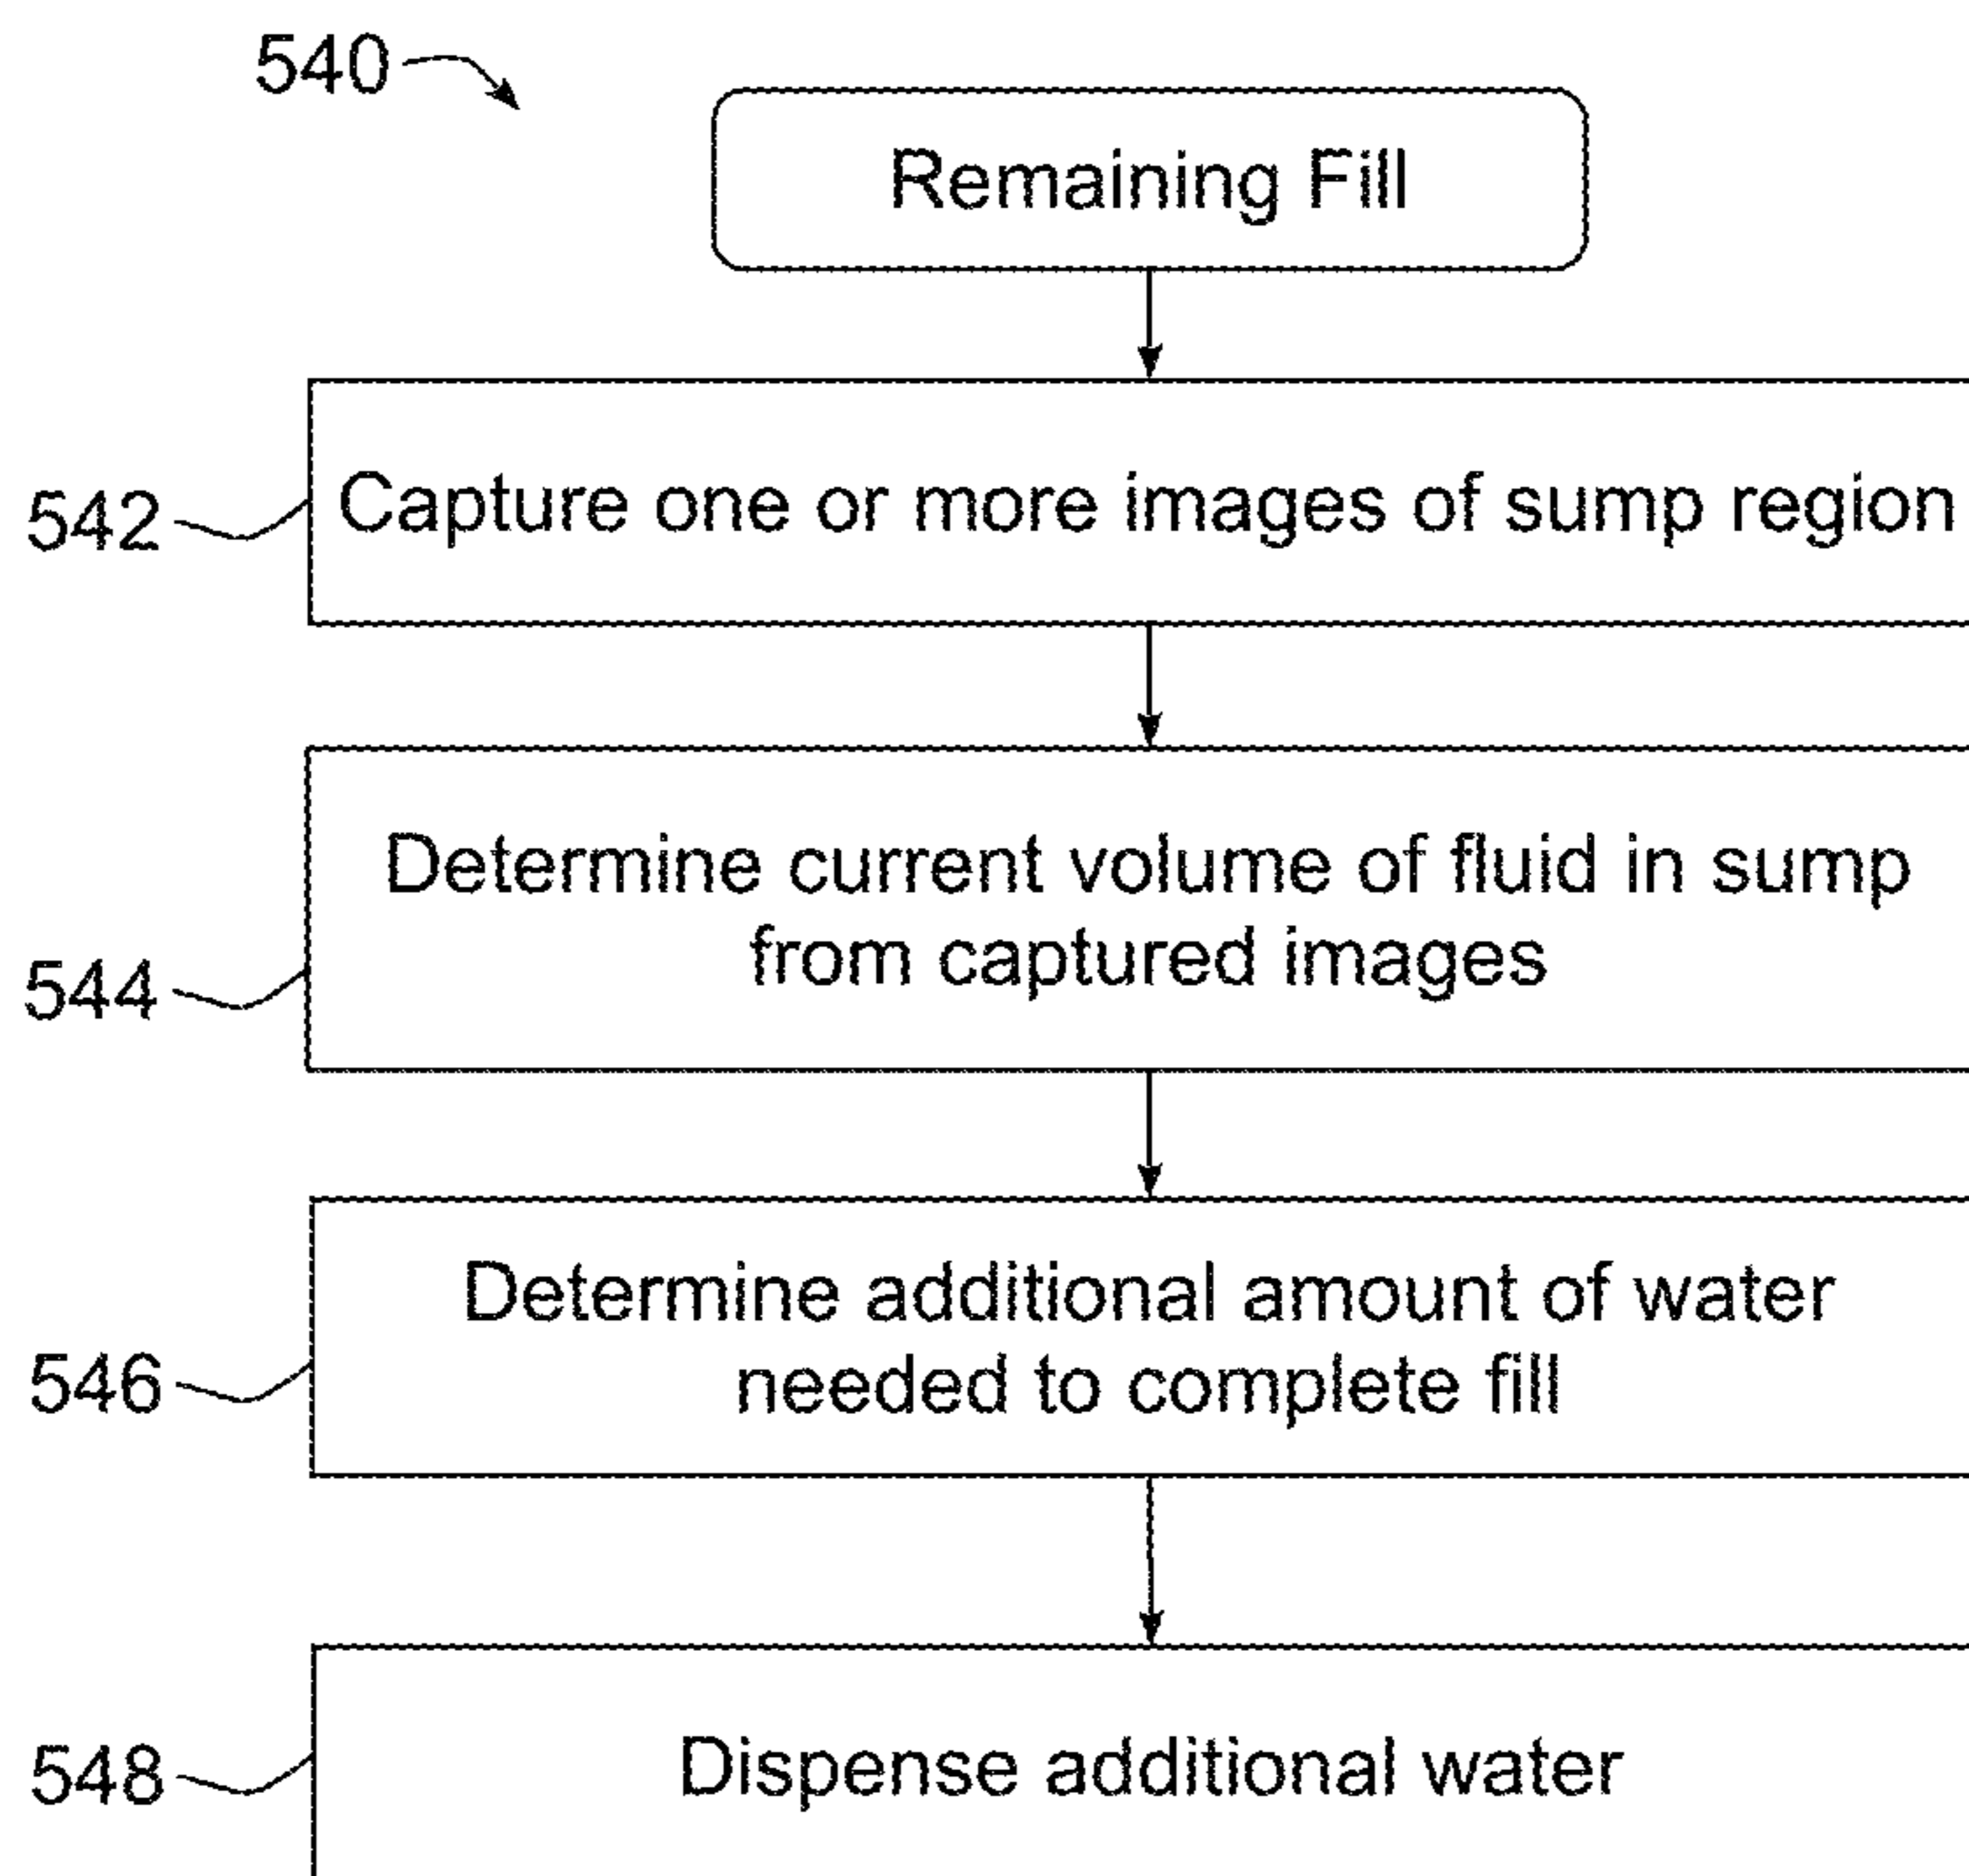 540
Remaining Fill
542
Capture one or more images of sump region
Determine current volume of fluid in sump
from captured images
544
Determine additional amount of water
needed to complete fill
546
Dispense additional water
548